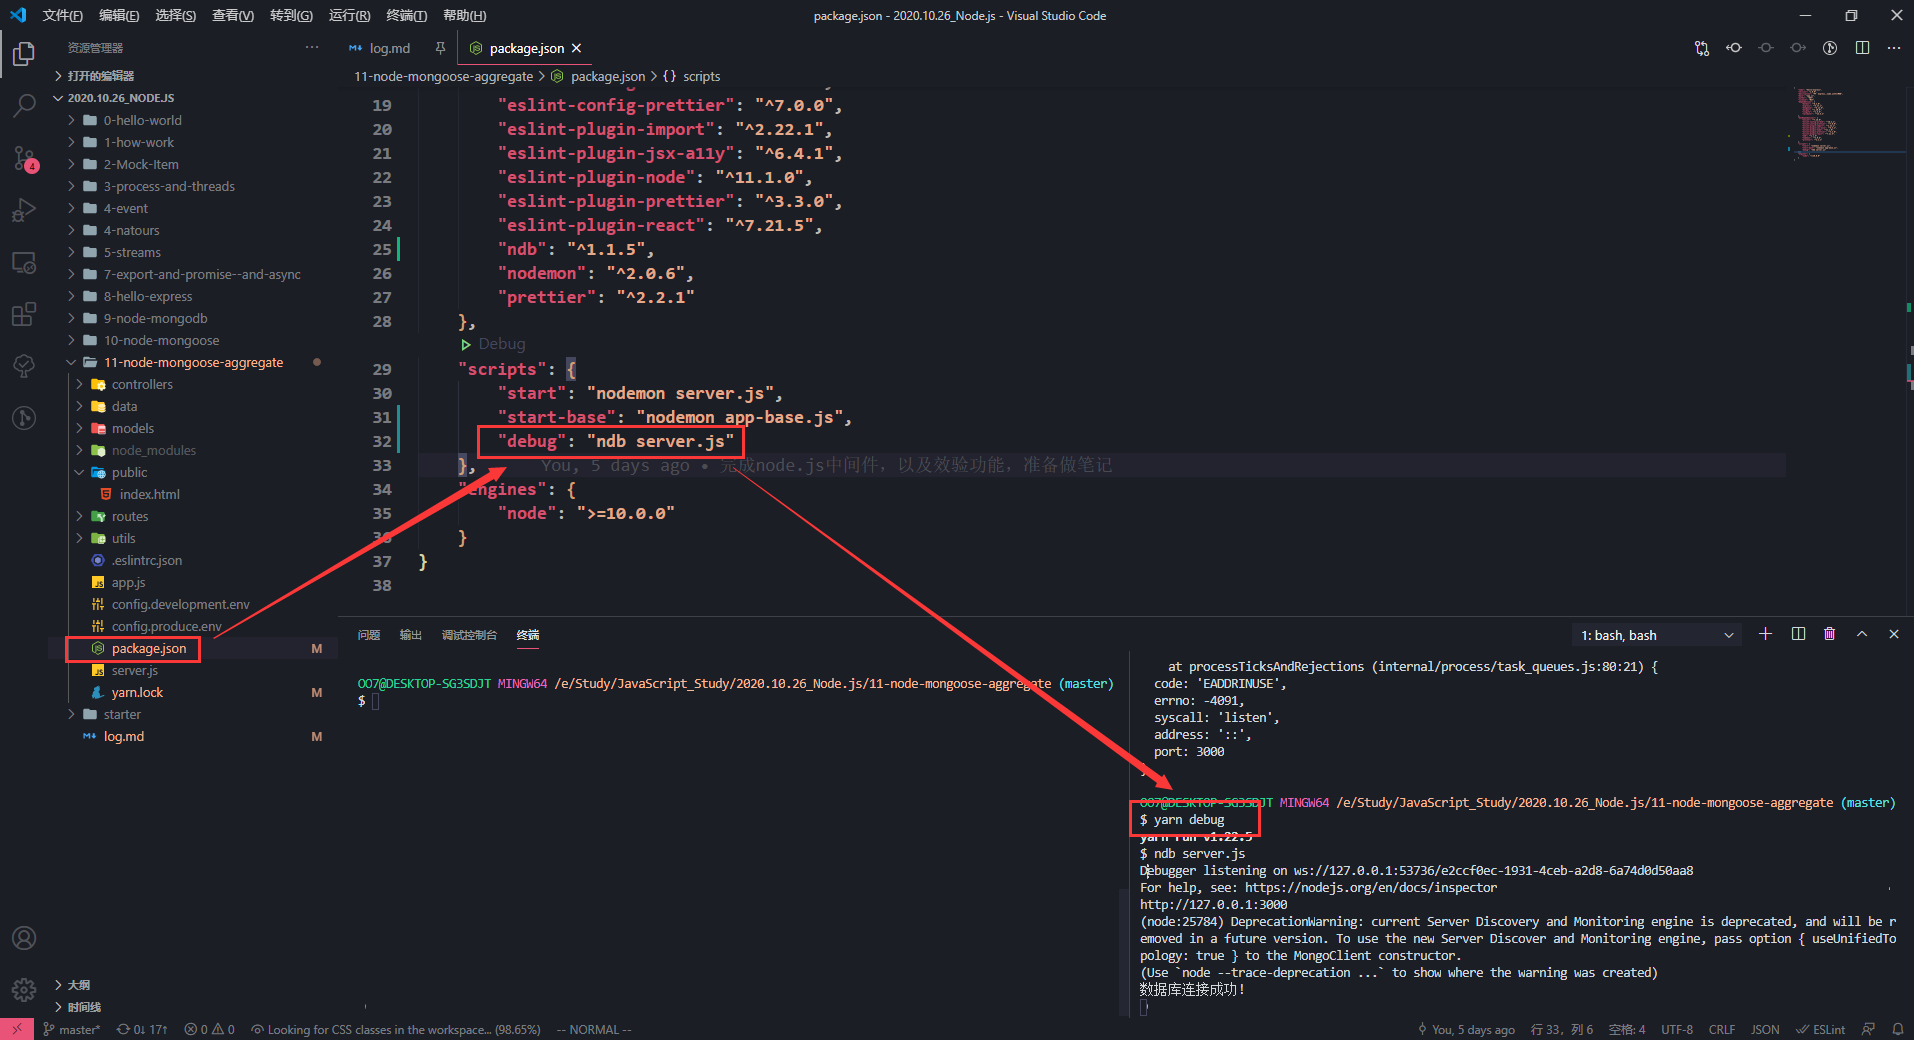 文件(F) 编辑(E) 选择(S) 查看(V) 转到(G) 运行(R) 终端(T) 帮助(H)
package.json - 2020.10.26_Node.js - Visual Studio Code
资源管理器
打开的编辑器
2020.10.26_NODE.JS
0-hello-world
1-how-work
2-Mock-Item
3-process-and-threads
4-event
4-natours
5-streams
7-export-and-promise--and-async
8-hello-express
9-node-mongodb
10-node-mongoose
11-node-mongoose-aggregate
controllers
data
models
node_modules
public
index.html
routes
utils
.eslintrc.json
app.js
config.development.env
config.produce.env
package.json M
server.js
yarn.lock M
starter
log.md M
大纲
时间线
4
log.md
package.json
11-node-mongoose-aggregate > package.json > {} scripts
19 "eslint-config-prettier": "^7.0.0",
20 "eslint-plugin-import": "^2.22.1",
21 "eslint-plugin-jsx-a11y": "^6.4.1",
22 "eslint-plugin-node": "^11.1.0",
23 "eslint-plugin-prettier": "^3.3.0",
24 "eslint-plugin-react": "^7.21.5",
25 "ndb": "^1.1.5",
26 "nodemon": "^2.0.6",
27 "prettier": "^2.2.1"
28 },
Debug
29 "scripts": {
30 "start": "nodemon server.js",
31 "start-base": "nodemon app-base.js",
32 "debug": "ndb server.js"
33 }, You, 5 days ago • 完成node.js中间件，以及效验功能，准备做笔记
34 "engines": {
35 "node": ">=10.0.0"
36 }
37 }
38
问题 输出 调试控制台 终端
1: bash, bash
OO7@DESKTOP-SG3SDJT MINGW64 /e/Study/JavaScript_Study/2020.10.26_Node.js/11-node-mongoose-aggregate (master)
$
at processTicksAndRejections (internal/process/task_queues.js:80:21) {
code: 'EADDRINUSE',
errno: -4091,
syscall: 'listen',
address: '::',
port: 3000
}
OO7@DESKTOP-SG3SDJT MINGW64 /e/Study/JavaScript_Study/2020.10.26_Node.js/11-node-mongoose-aggregate (master)
$ yarn debug
yarn run v1.22.5
$ ndb server.js
Debugger listening on ws://127.0.0.1:53736/e2ccf0ec-1931-4ceb-a2d8-6a74d0d50aa8
For help, see: https://nodejs.org/en/docs/inspector
http://127.0.0.1:3000
(node:25784) DeprecationWarning: current Server Discovery and Monitoring engine is deprecated, and will be r
emoved in a future version. To use the new Server Discover and Monitoring engine, pass option { useUnifiedTo
pology: true } to the MongoClient constructor.
(Use `node --trace-deprecation ...` to show where the warning was created)
数据库连接成功!
master* 0↓ 17↑ 0 0 Looking for CSS classes in the workspace... (98.65%) -- NORMAL --
You, 5 days ago 行 33，列 6 空格: 4 UTF-8 CRLF JSON ESLint